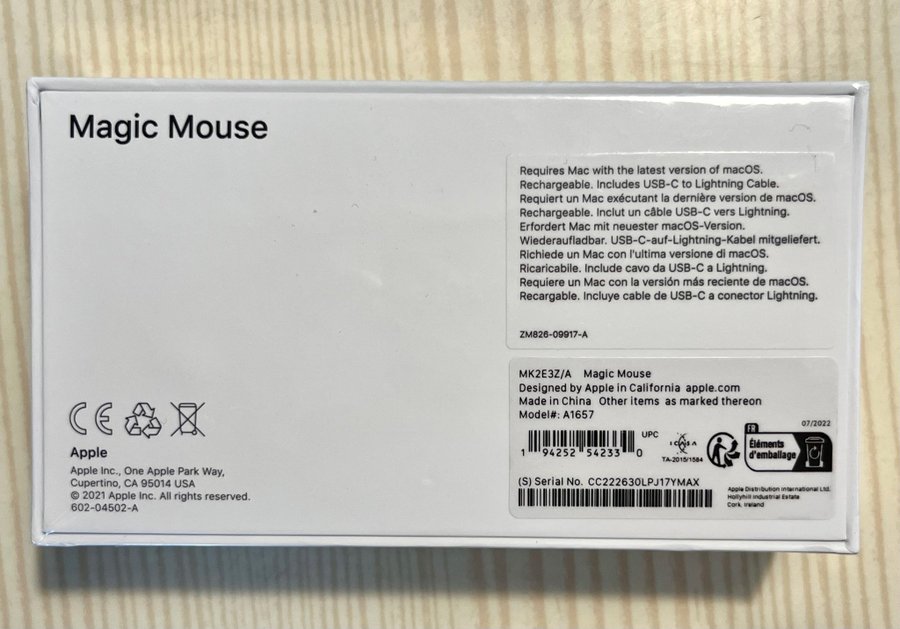 Magic Mouse
Requires Mac with the latest version of macOS.
Rechargeable. Includes USB-C to Lightning Cable.
Requiert un Mac exécutant la dernière version de macOS.
Rechargeable. Inclut un câble USB-C vers Lightning.
Erfordert Mac mit neuester macOS-Version.
Wiederaufladbar. USB-C-auf-Lightning-Kabel mitgeliefert.
Richiede un Mac con l'ultima versione di macOS.
Ricaricabile. Include cavo da USB-C a Lightning.
Requiere un Mac con la versión más reciente de macOS.
Recargable. Incluye cable de USB-C a conector Lightning.
ZM826-09917-A
MK2E3Z/A Magic Mouse
Designed by Apple in California apple.com
Made in China Other items as marked thereon
Model#: A1657
07/2022
UPC
1 94252 54233 0
ICASA
TA-2015/1584
FR
Éléments
d'emballage
(S) Serial No. CC222630LPJ17YMAX
Apple Distribution International Ltd.
Hollyhill Industrial Estate
Cork, Ireland
CE
Apple
Apple Inc., One Apple Park Way,
Cupertino, CA 95014 USA
© 2021 Apple Inc. All rights reserved.
602-04502-A